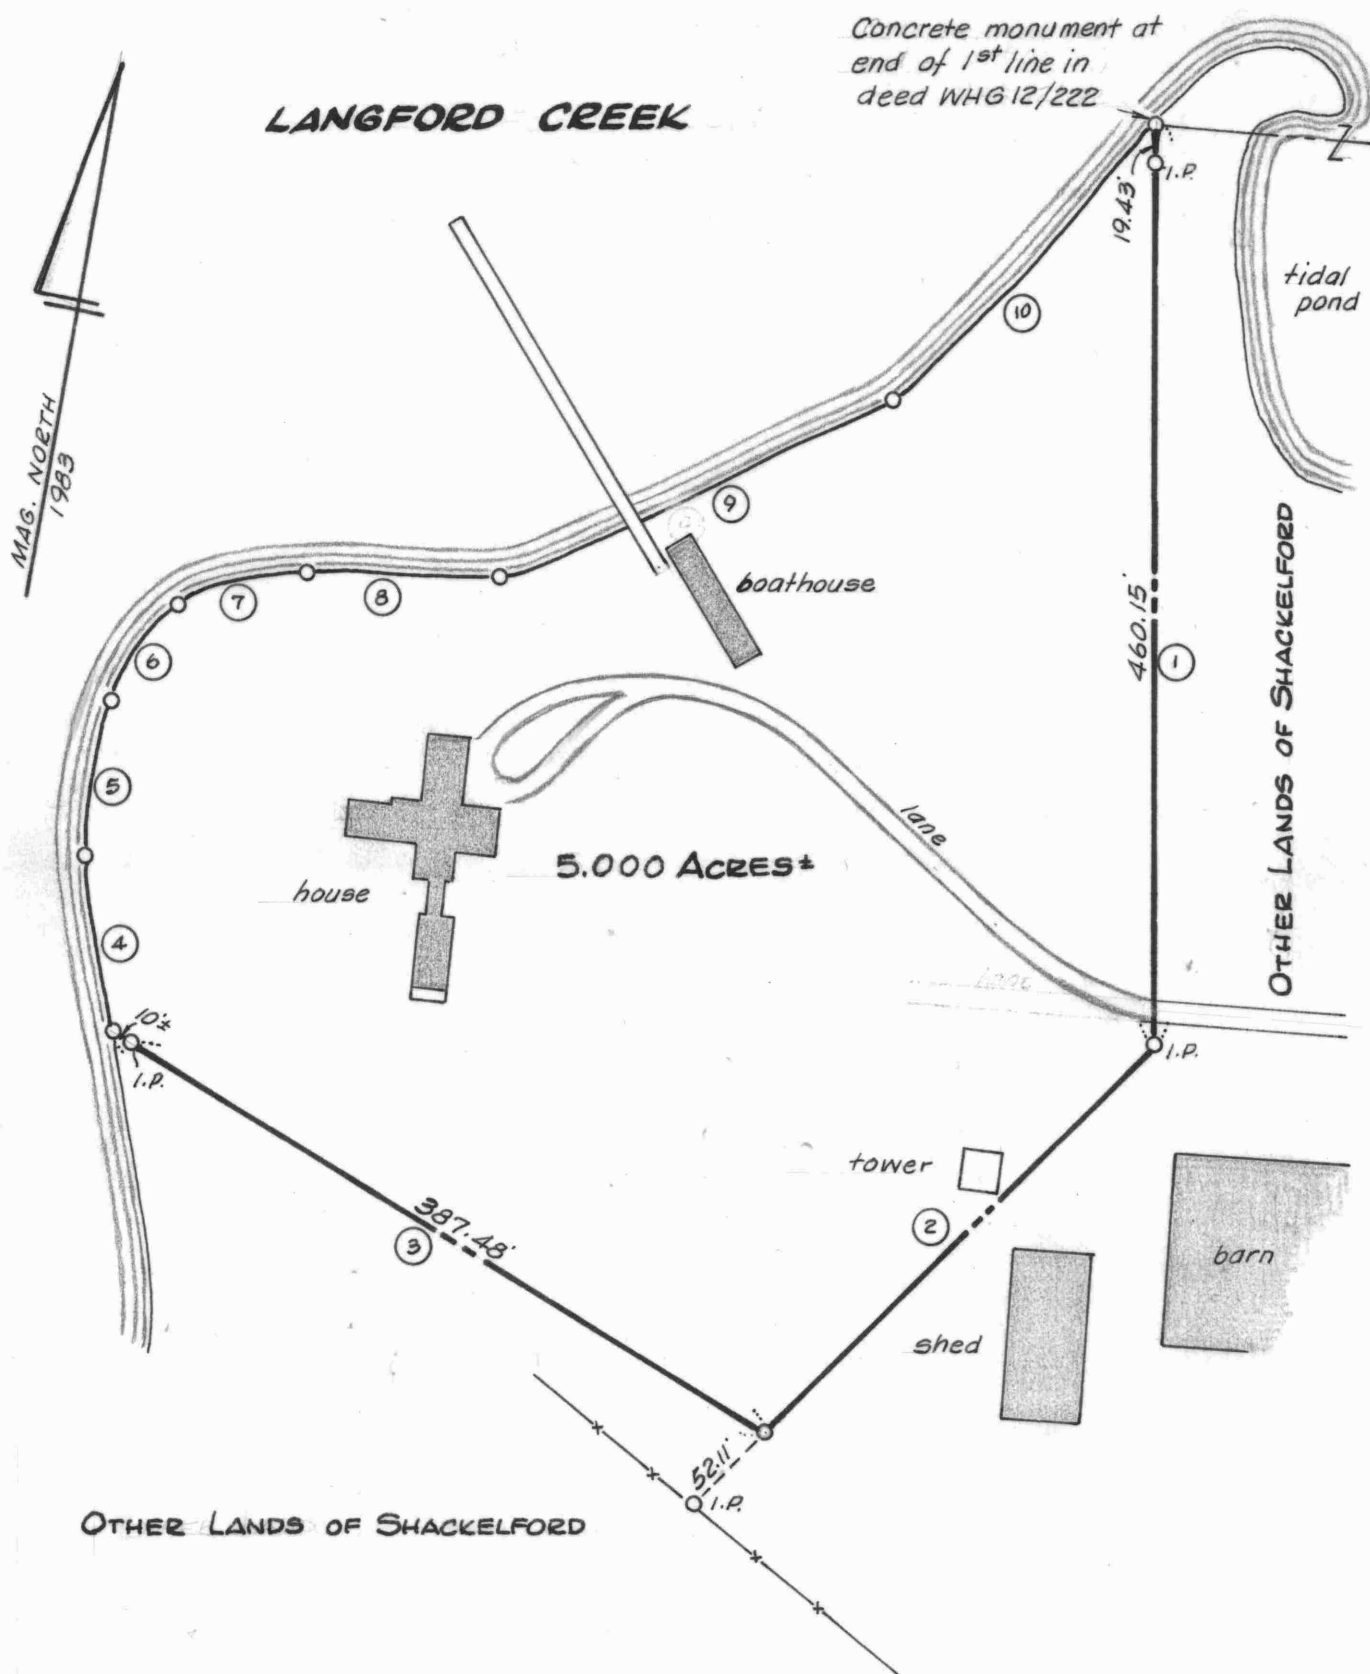 Concrete monument at
end of 1st line in
deed WHG 12/222
LANGFORD CREEK
MAG. NORTH
1983
19.43'
I.P.
tidal
pond
10
9
8
7
6
5
4
boathouse
460.15'
1
OTHER LANDS OF SHACKELFORD
lane
5.000 ACRES±
house
10'±
I.P.
I.P.
tower
2
387.48'
3
barn
shed
52.11'
I.P.
OTHER LANDS OF SHACKELFORD